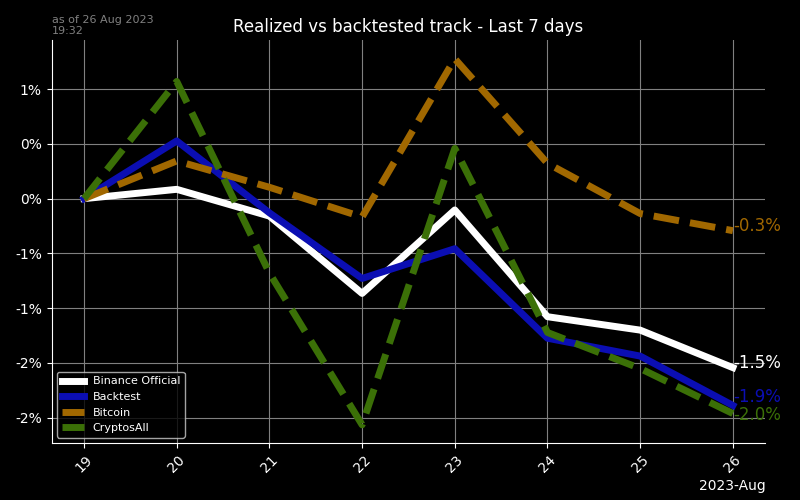 as of 26 Aug 2023
19:32
Realized vs backtested track - Last 7 days
1%
0%
0%
-1%
-1%
-2%
-2%
-0.3%
-1.5%
-1.9%
-2.0%
Binance Official
Backtest
Bitcoin
CryptosAll
19
20
21
22
23
24
25
26
2023-Aug